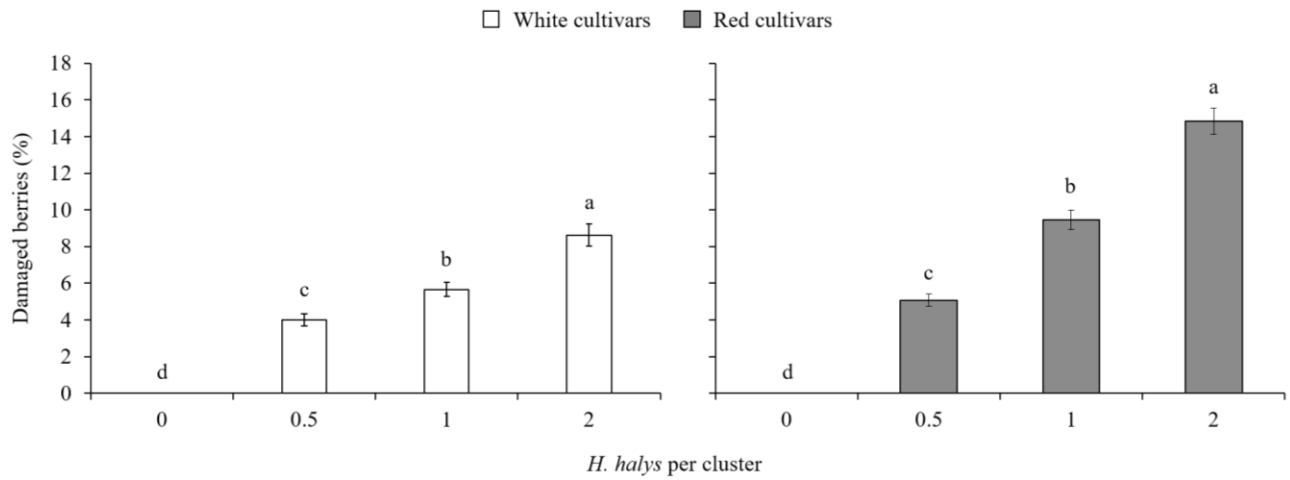 White cultivars Red cultivars
18
16
14
12
10
8
6
4
2
0
Damaged berries (%)
d c b a
0 0.5 1 2
d c b a
0 0.5 1 2
H. halys per cluster